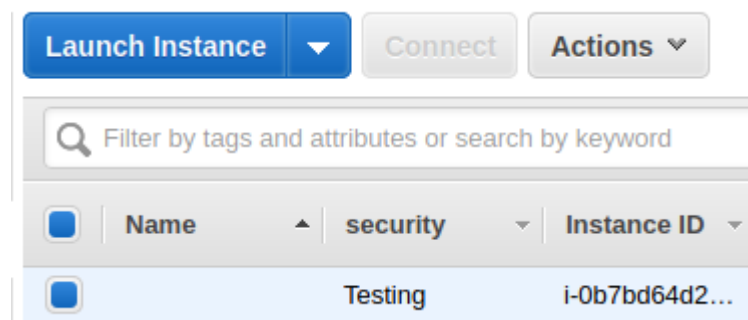 Launch Instance Connect Actions
Filter by tags and attributes or search by keyword
Name security Instance ID
Testing i-0b7bd64d2...